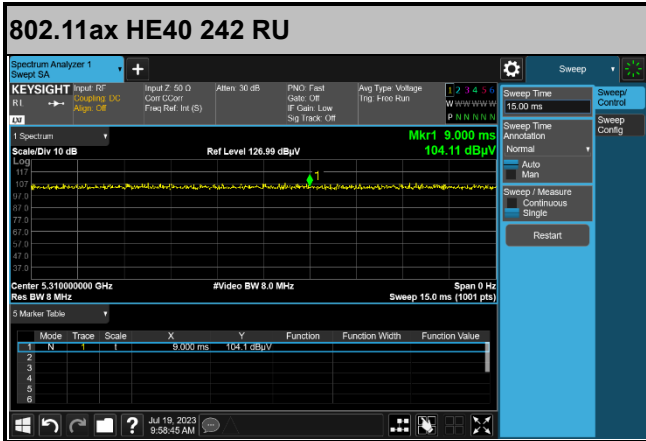 802.11ax HE40 242 RU
Spectrum Analyzer 1
Swept SA
+
Sweep
KEYSIGHT
RL
LXI
Input: RF
Coupling: DC
Align: Off
Input Z: 50 Ω
Corr CCorr
Freq Ref: Int (S)
Atten: 30 dB
PNO: Fast
Gate: Off
IF Gain: Low
Sig Track: Off
Avg Type: Voltage
Trig: Free Run
1 2 3 4 5 6
W W W W W W
P N N N N N
1 Spectrum
Scale/Div 10 dB
Ref Level 126.99 dBµV
Mkr1 9.000 ms
104.11 dBµV
Log
117
107
97.0
87.0
77.0
67.0
57.0
47.0
37.0
1
Center 5.310000000 GHz
#Video BW 8.0 MHz
Span 0 Hz
Res BW 8 MHz
Sweep 15.0 ms (1001 pts)
5 Marker Table
Mode Trace Scale X Y Function Function Width Function Value
1 N 1 t 9.000 ms 104.1 dBµV
2
3
4
5
6
Sweep Time
15.00 ms
Sweep Time
Annotation
Normal
Auto
Man
Sweep / Measure
Continuous
Single
Restart
Sweep/
Control
Sweep
Config
?
Jul 19, 2023
9:58:45 AM